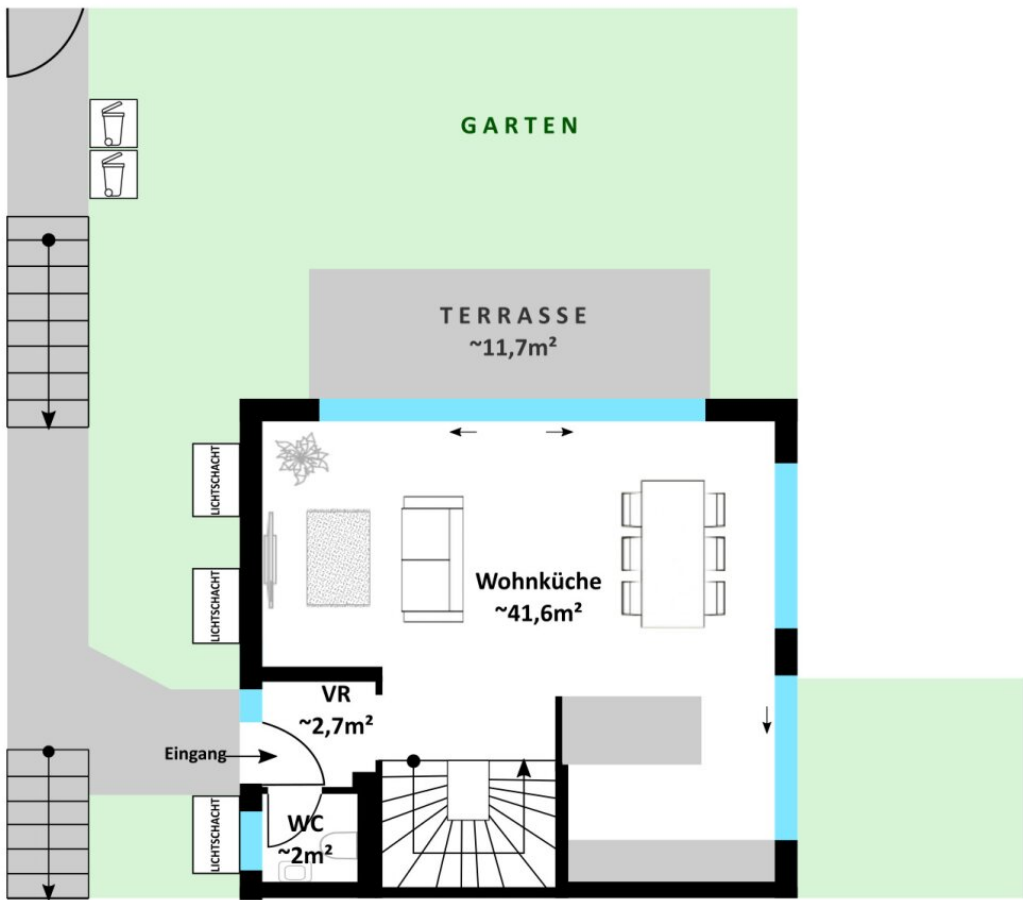 GARTEN
TERRASSE
~11,7m²
LICHTSCHACHT
LICHTSCHACHT
Wohnküche
~41,6m²
VR
~2,7m²
Eingang
LICHTSCHACHT
WC
~2m²